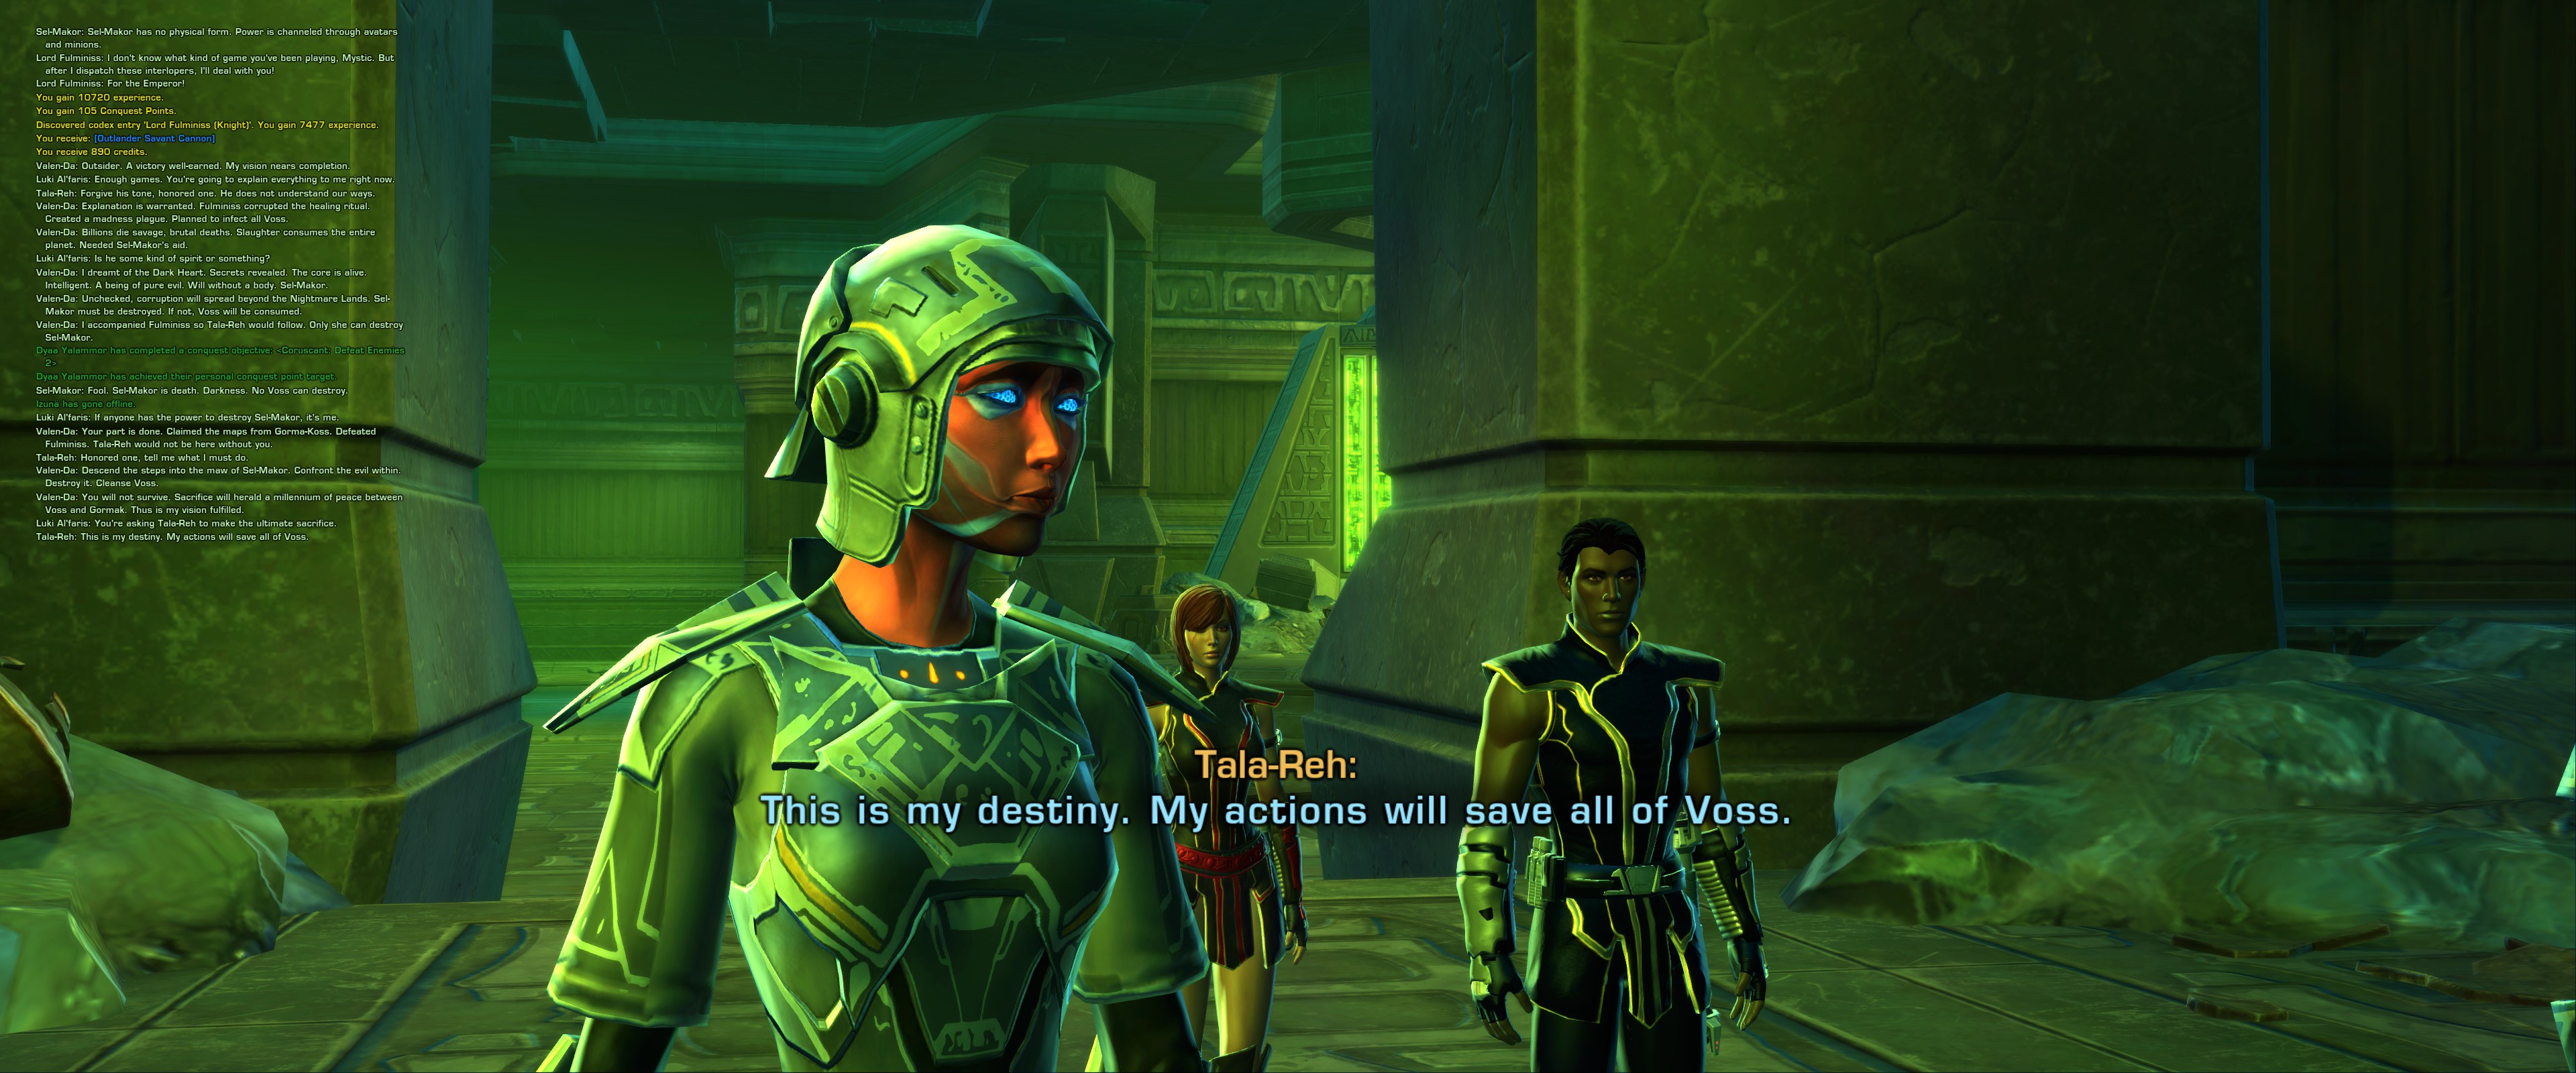 Sel-Makor: Sel-Makor has no physical form. Power is channeled through avatars
and minions.
Lord Fulminiss: I don't know what kind of game you've been playing, Mystic. But
after I dispatch these interlopers, I'll deal with you!
Lord Fulminiss: For the Emperor!
You gain 10720 experience.
You gain 105 Conquest Points.
Discovered codex entry 'Lord Fulminiss (Knight)'. You gain 7477 experience.
You receive: [Outlander Savant Cannon]
You receive 890 credits.
Valen-Da: Outsider. A victory well-earned. My vision nears completion.
Luki Al'faris: Enough games. You're going to explain everything to me right now.
Tala-Reh: Forgive his tone, honored one. He does not understand our ways.
Valen-Da: Explanation is warranted. Fulminiss corrupted the healing ritual.
Created a madness plague. Planned to infect all Voss.
Valen-Da: Billions die savage, brutal deaths. Slaughter consumes the entire
planet. Needed Sel-Makor's aid.
Luki Al'faris: Is he some kind of spirit or something?
Valen-Da: I dreamt of the Dark Heart. Secrets revealed. The core is alive.
Intelligent. A being of pure evil. Will without a body. Sel-Makor.
Valen-Da: Unchecked, corruption will spread beyond the Nightmare Lands. Sel-
Makor must be destroyed. If not, Voss will be consumed.
Valen-Da: I accompanied Fulminiss so Tala-Reh would follow. Only she can destroy
Sel-Makor.
Dyaa Yalammor has completed a conquest objective: <Coruscant: Defeat Enemies
2>
Dyaa Yalammor has achieved their personal conquest point target.
Sel-Makor: Fool. Sel-Makor is death. Darkness. No Voss can destroy.
Izuna has gone offline.
Luki Al'faris: If anyone has the power to destroy Sel-Makor, it's me.
Valen-Da: Your part is done. Claimed the maps from Gorma-Koss. Defeated
Fulminiss. Tala-Reh would not be here without you.
Tala-Reh: Honored one, tell me what I must do.
Valen-Da: Descend the steps into the maw of Sel-Makor. Confront the evil within.
Destroy it. Cleanse Voss.
Valen-Da: You will not survive. Sacrifice will herald a millennium of peace between
Voss and Gormak. Thus is my vision fulfilled.
Luki Al'faris: You're asking Tala-Reh to make the ultimate sacrifice.
Tala-Reh: This is my destiny. My actions will save all of Voss.
Tala-Reh:
This is my destiny. My actions will save all of Voss.